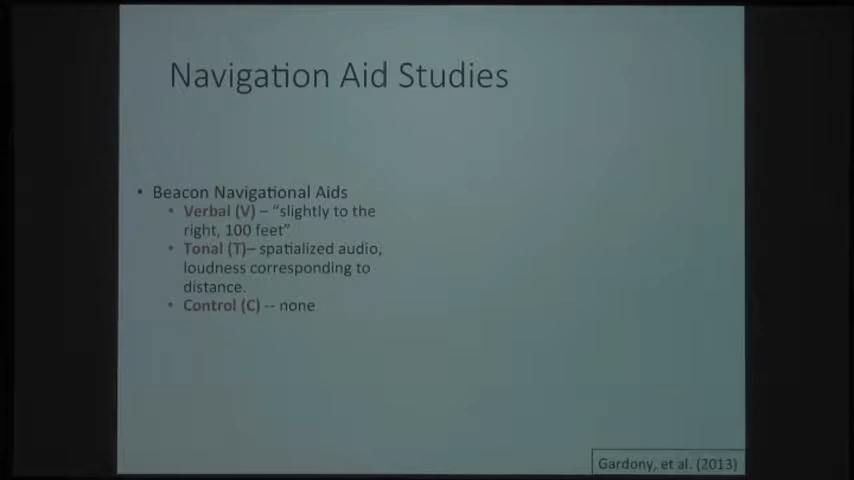 Navigation Aid Studies
• Beacon Navigational Aids
• Verbal (V) – “slightly to the
right, 100 feet”
• Tonal (T)– spatialized audio,
loudness corresponding to
distance.
• Control (C) -- none
Gardony, et al. (2013)